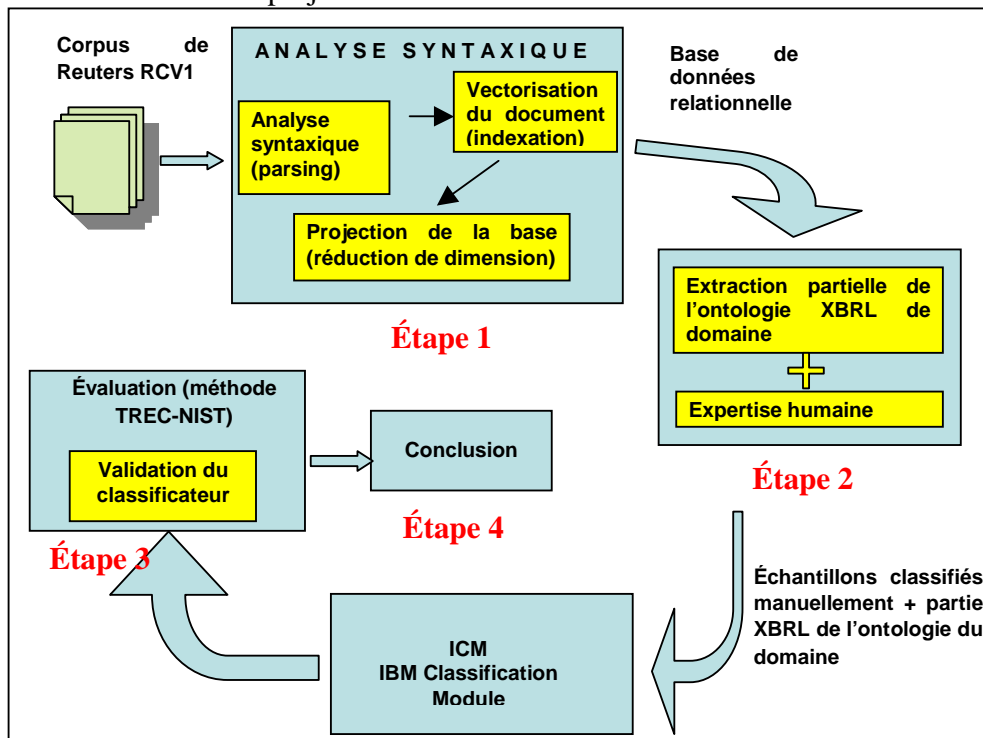 Corpus de
Reuters RCV1
ANALYSE SYNTAXIQUE
Analyse
syntaxique
(parsing)
Vectorisation
du document
(indexation)
Projection de la base
(réduction de dimension)
Étape 1
Base de
données
relationnelle
Extraction partielle de
l'ontologie XBRL de
domaine
Expertise humaine
Étape 2
Échantillons classifiés
manuellement + partie
XBRL de l'ontologie du
domaine
ICM
IBM Classification
Module
Évaluation (méthode
TREC-NIST)
Validation du
classificateur
Étape 3
Conclusion
Étape 4